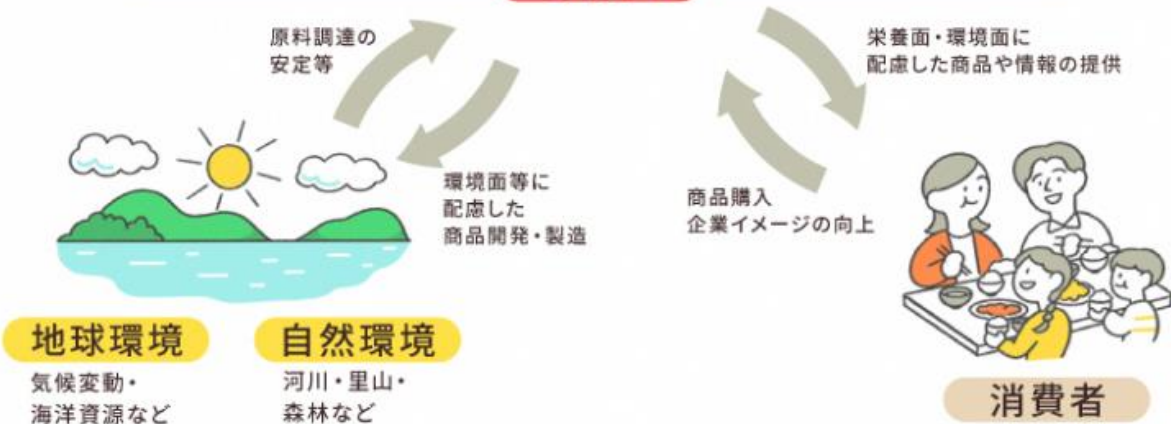 原料調達の
安定等
栄養面・環境面に
配慮した商品や情報の提供
環境面等に
配慮した
商品開発・製造
商品購入
企業イメージの向上
地球環境
気候変動・
海洋資源など
自然環境
河川・里山・
森林など
消費者